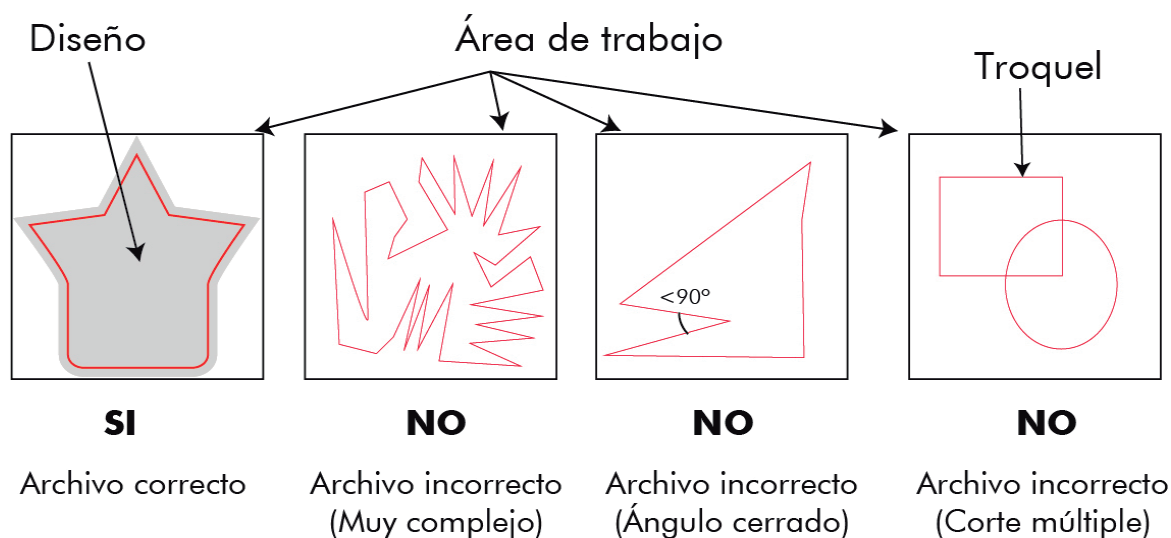 Diseño
Área de trabajo
Troquel
<90º
SI
NO
NO
NO
Archivo correcto
Archivo incorrecto
(Muy complejo)
Archivo incorrecto
(Ángulo cerrado)
Archivo incorrecto
(Corte múltiple)